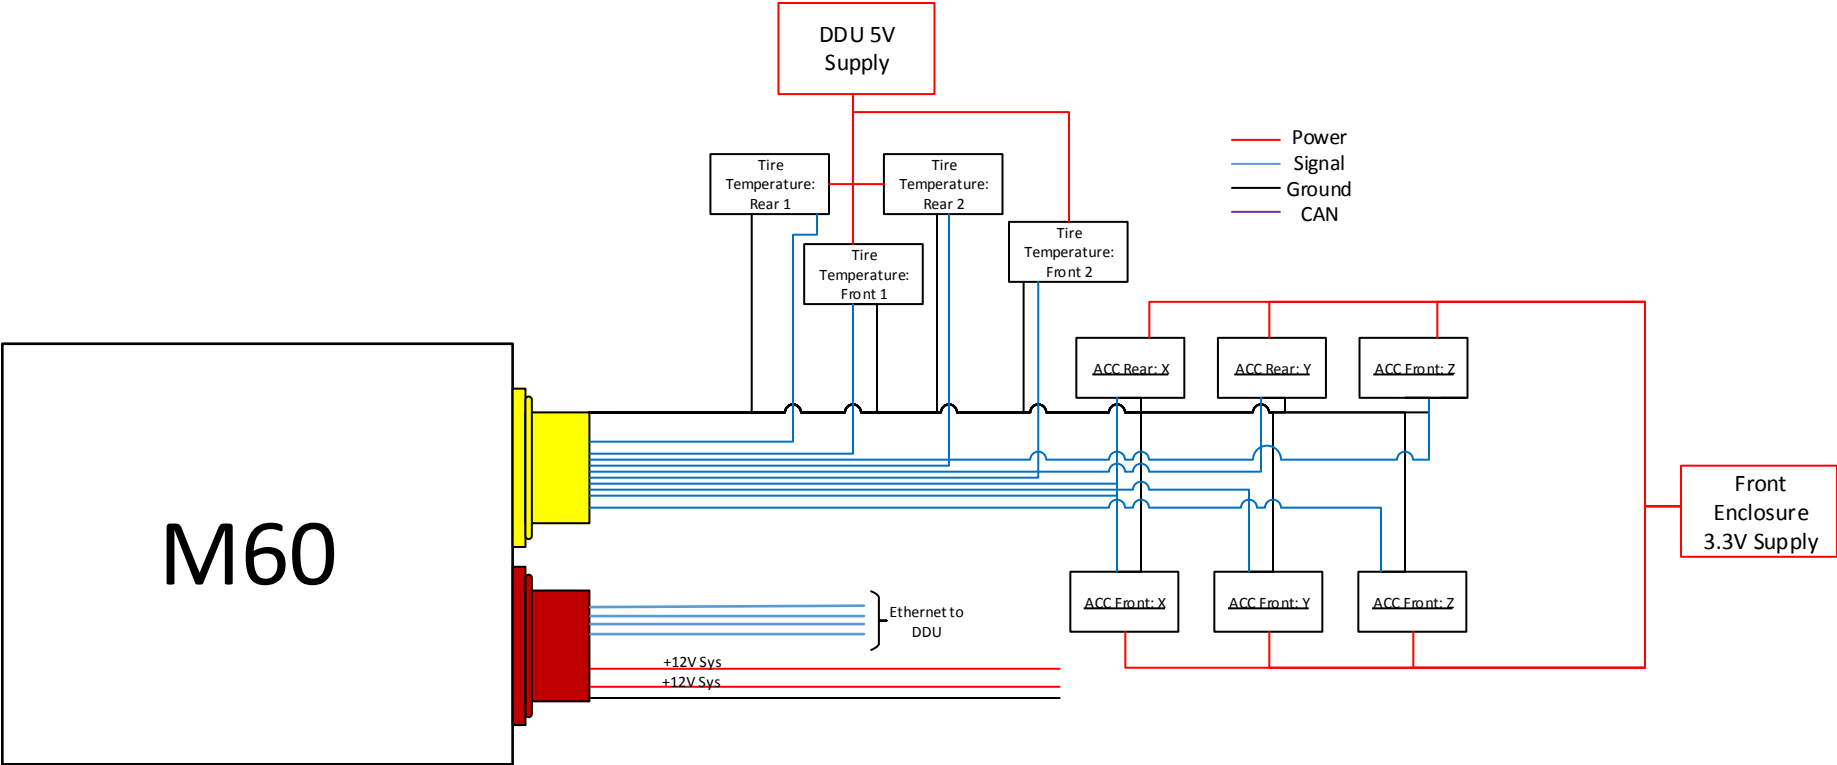 DDU 5V
Supply
Power
Signal
Ground
CAN
Tire
Temperature:
Rear 1
Tire
Temperature:
Rear 2
Tire
Temperature:
Front 2
Tire
Temperature:
Front 1
ACC Rear: X
ACC Rear: Y
ACC Front: Z
M60
Front
Enclosure
3.3V Supply
ACC Front: X
ACC Front: Y
ACC Front: Z
Ethernet to
DDU
+12V Sys
+12V Sys